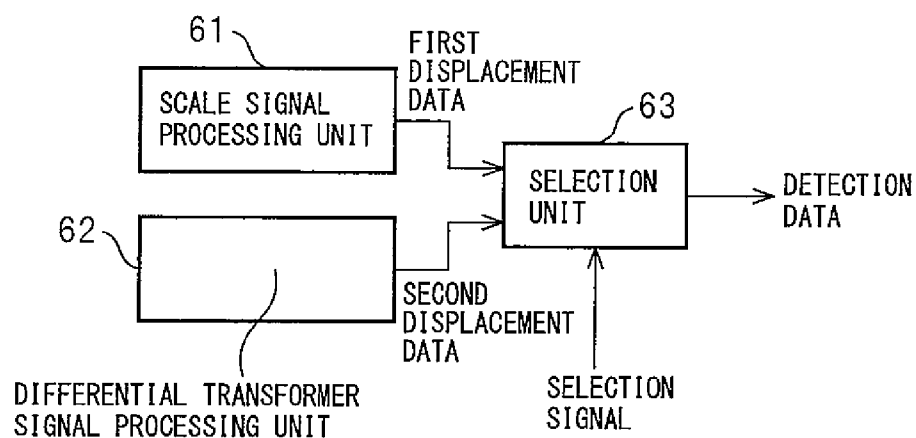 61
SCALE SIGNAL
PROCESSING UNIT
FIRST
DISPLACEMENT
DATA
63
SELECTION
UNIT
DETECTION
DATA
62
SECOND
DISPLACEMENT
DATA
DIFFERENTIAL TRANSFORMER
SIGNAL PROCESSING UNIT
SELECTION
SIGNAL